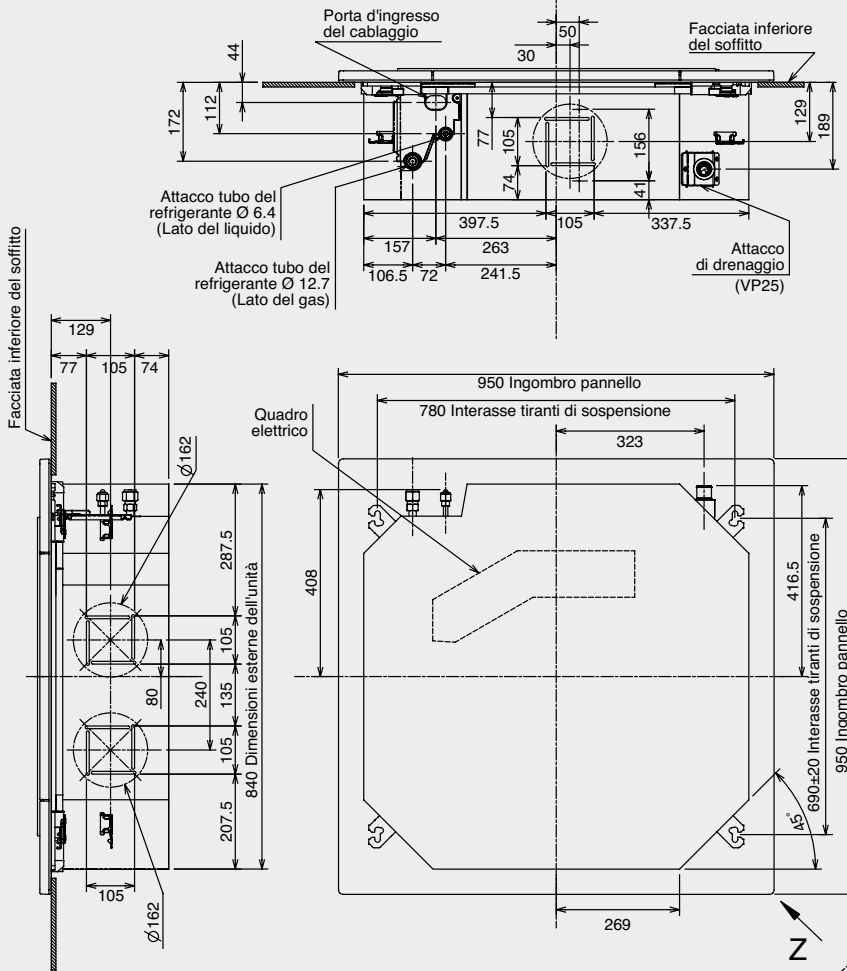 Porta d'ingresso
del cablaggio
50
30
Facciata inferiore
del soffitto
44
112
172
77
105
74
156
41
129
189
Attacco tubo del
refrigerante Ø 6.4
(Lato del liquido)
397.5
105
337.5
157
263
Attacco tubo del
refrigerante Ø 12.7
(Lato del gas)
106.5
72
241.5
Attacco
di drenaggio
(VP25)
Facciata inferiore del soffitto
129
77
105
74
Ø162
287.5
105
80
240
135
105
207.5
840 Dimensioni esterne dell'unità
105
Ø162
950 Ingombro pannello
780 Interasse tiranti di sospensione
Quadro
elettrico
323
408
416.5
690±20 Interasse tiranti di sospensione
950 Ingombro pannello
45°
269
Z